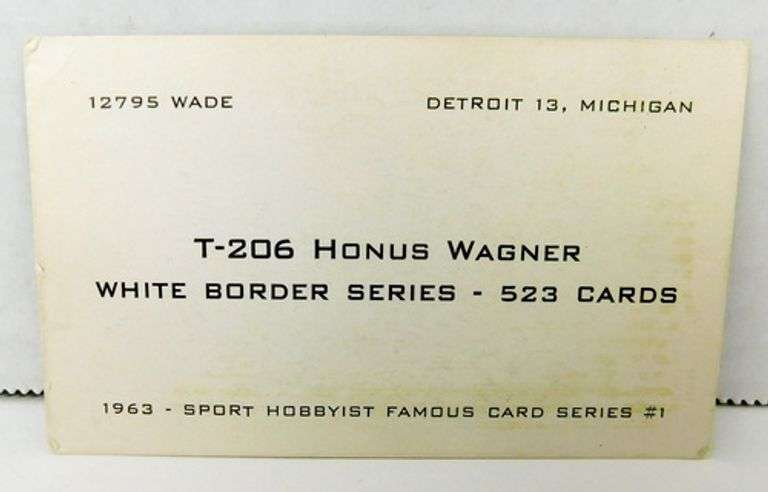 12795 WADE DETROIT 13, MICHIGAN
T-206 HONUS WAGNER
WHITE BORDER SERIES - 523 CARDS
1963 - SPORT HOBBYIST FAMOUS CARD SERIES #1